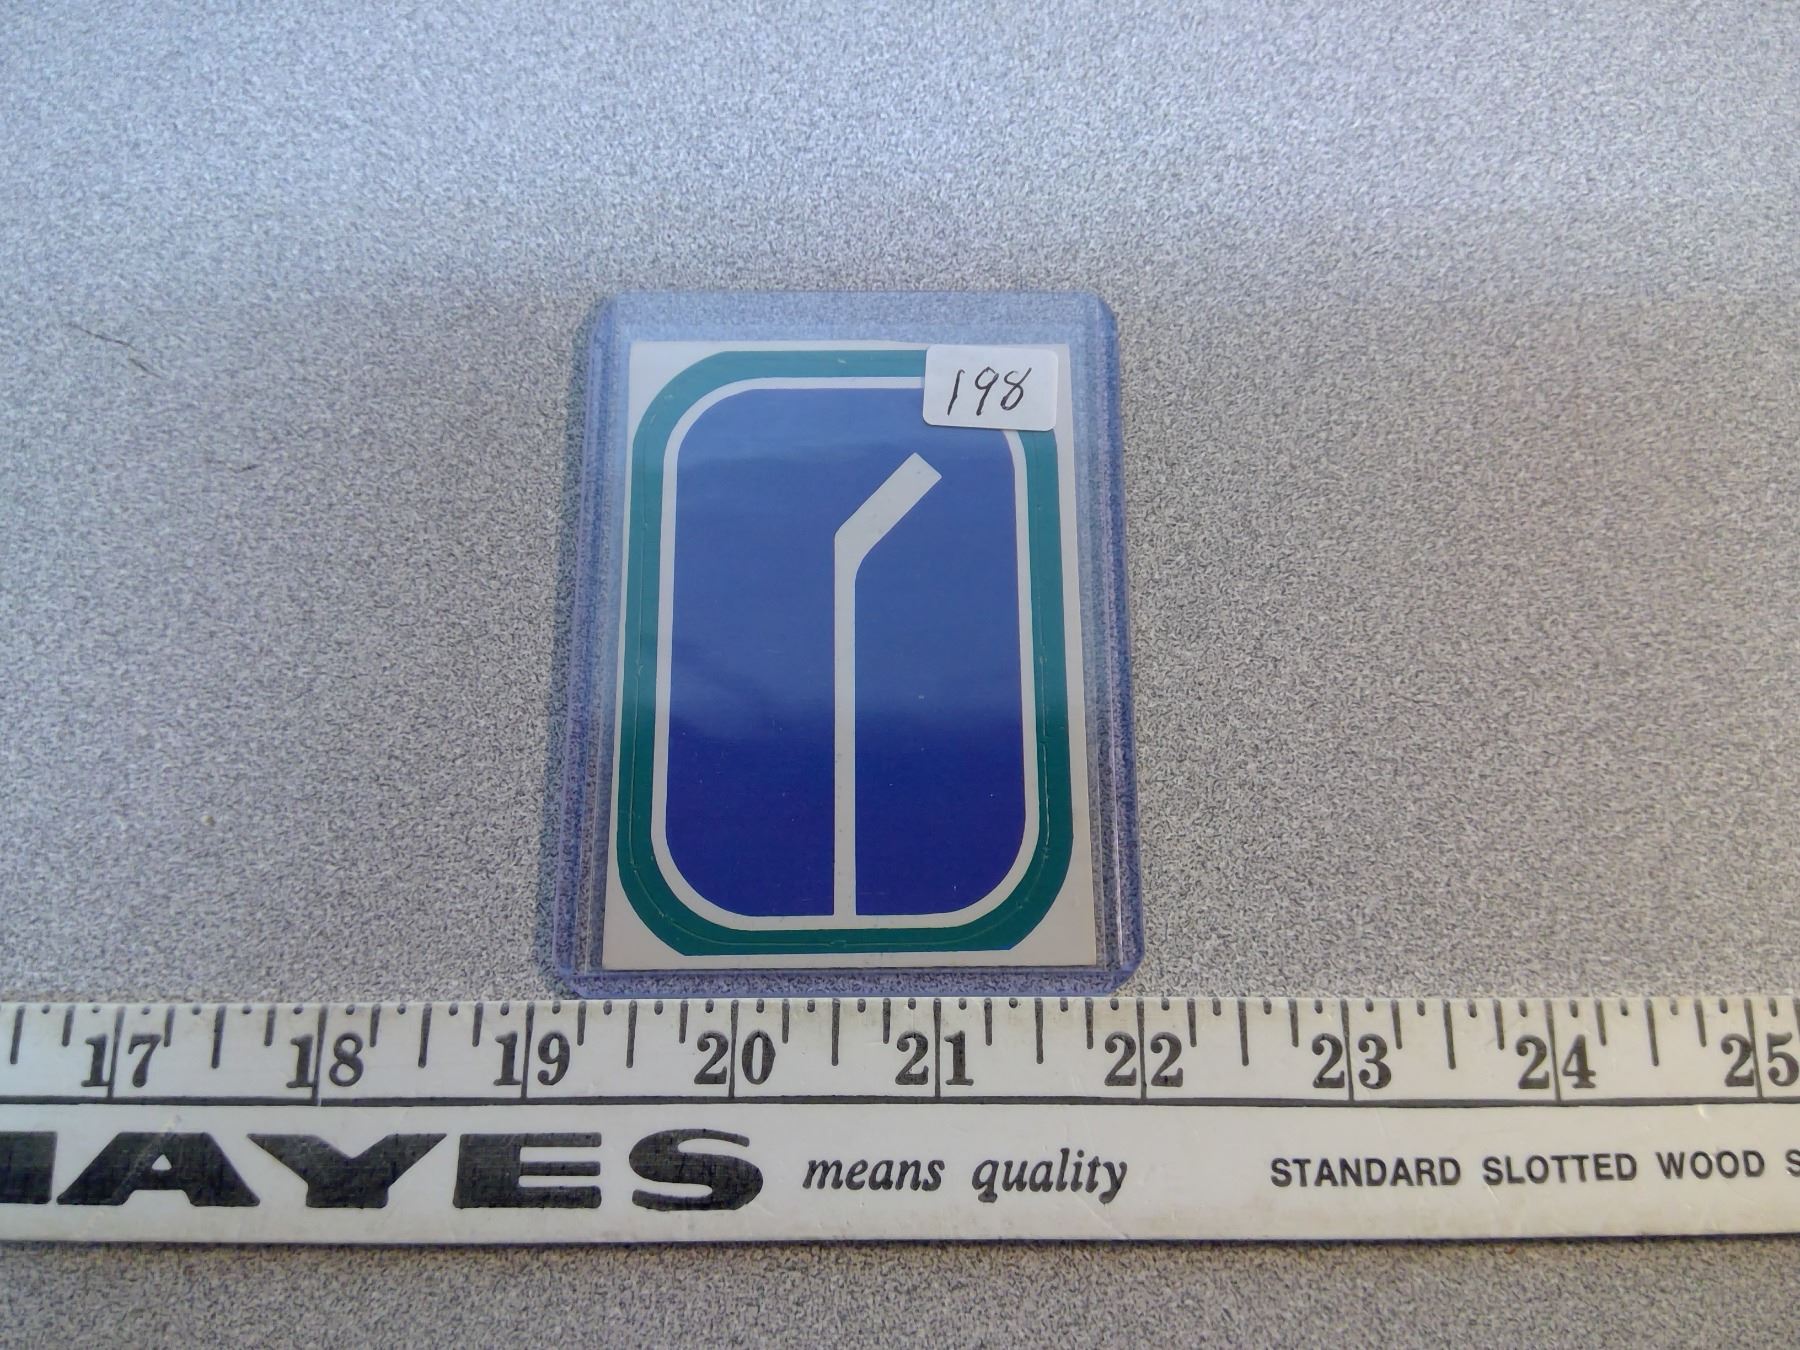 198
17 18 19 20 21 22 23 24 25
HAYES means quality STANDARD SLOTTED WOOD S